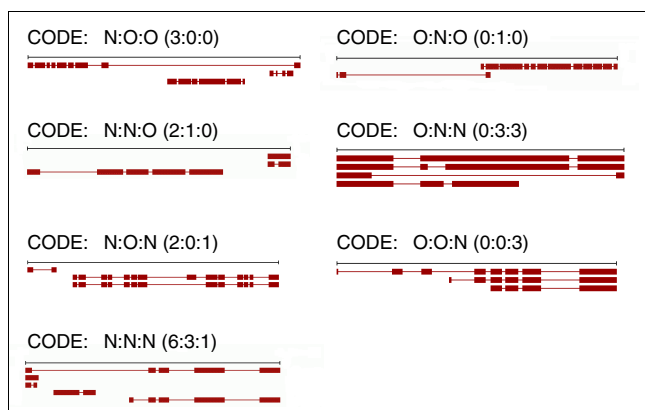 CODE: N:O:O (3:0:0)
CODE: O:N:O (0:1:0)
CODE: N:N:O (2:1:0)
CODE: O:N:N (0:3:3)
CODE: N:O:N (2:0:1)
CODE: O:O:N (0:0:3)
CODE: N:N:N (6:3:1)